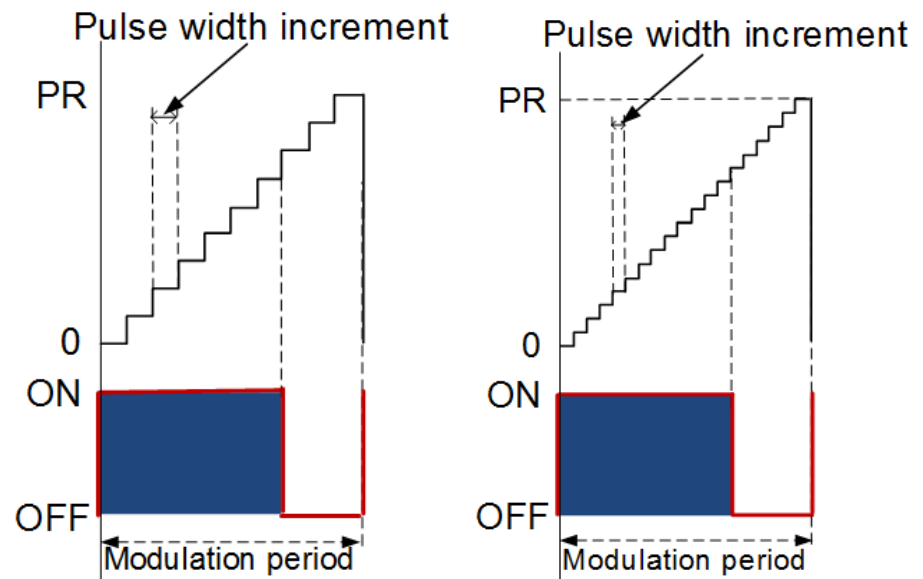 Pulse width increment
PR
0
ON
OFF
Modulation period
Pulse width increment
PR
0
ON
OFF
Modulation period